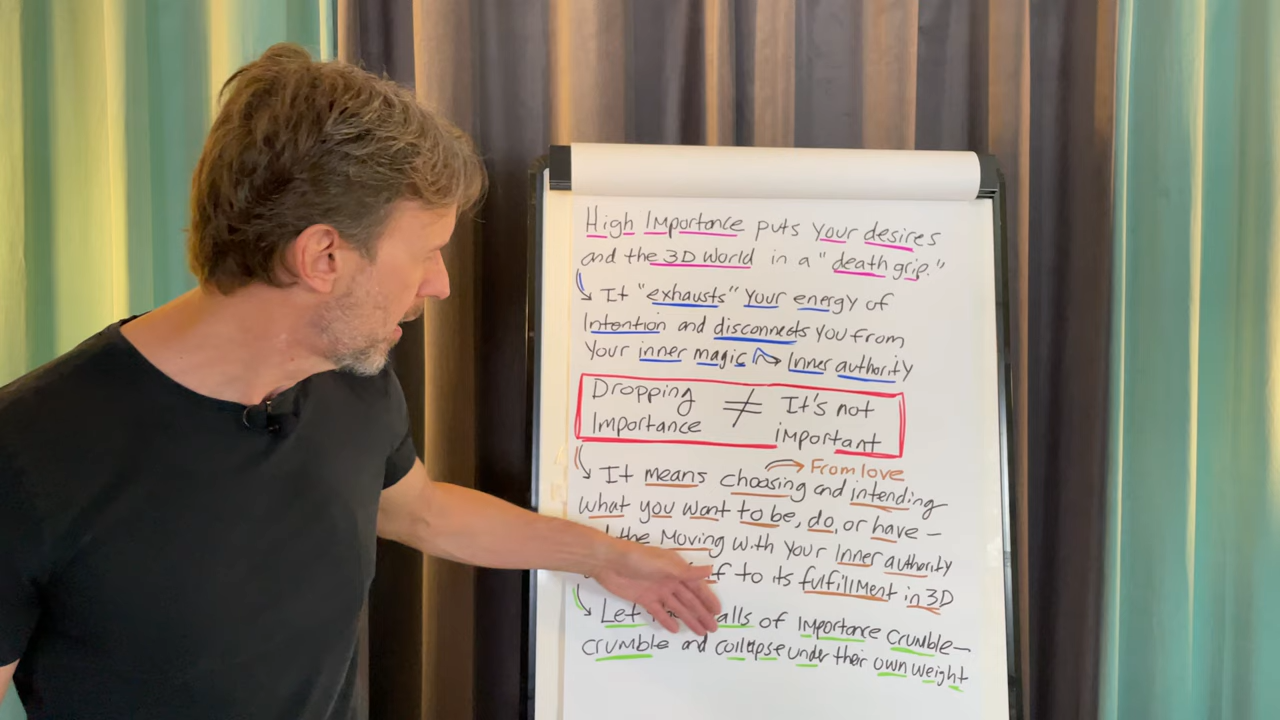 High Importance puts your desires
and the 3D World in a "death grip."
It "exhausts" your energy of
Intention and disconnects you from
your inner magic Inner authority
Dropping Importance ≠ It's not important
From love
It means choosing and intending
what you want to be, do, or have —
the Moving with your Inner authority
to its fulfillment in 3D
Let of Importance crumble —
crumble and collapse under their own weight